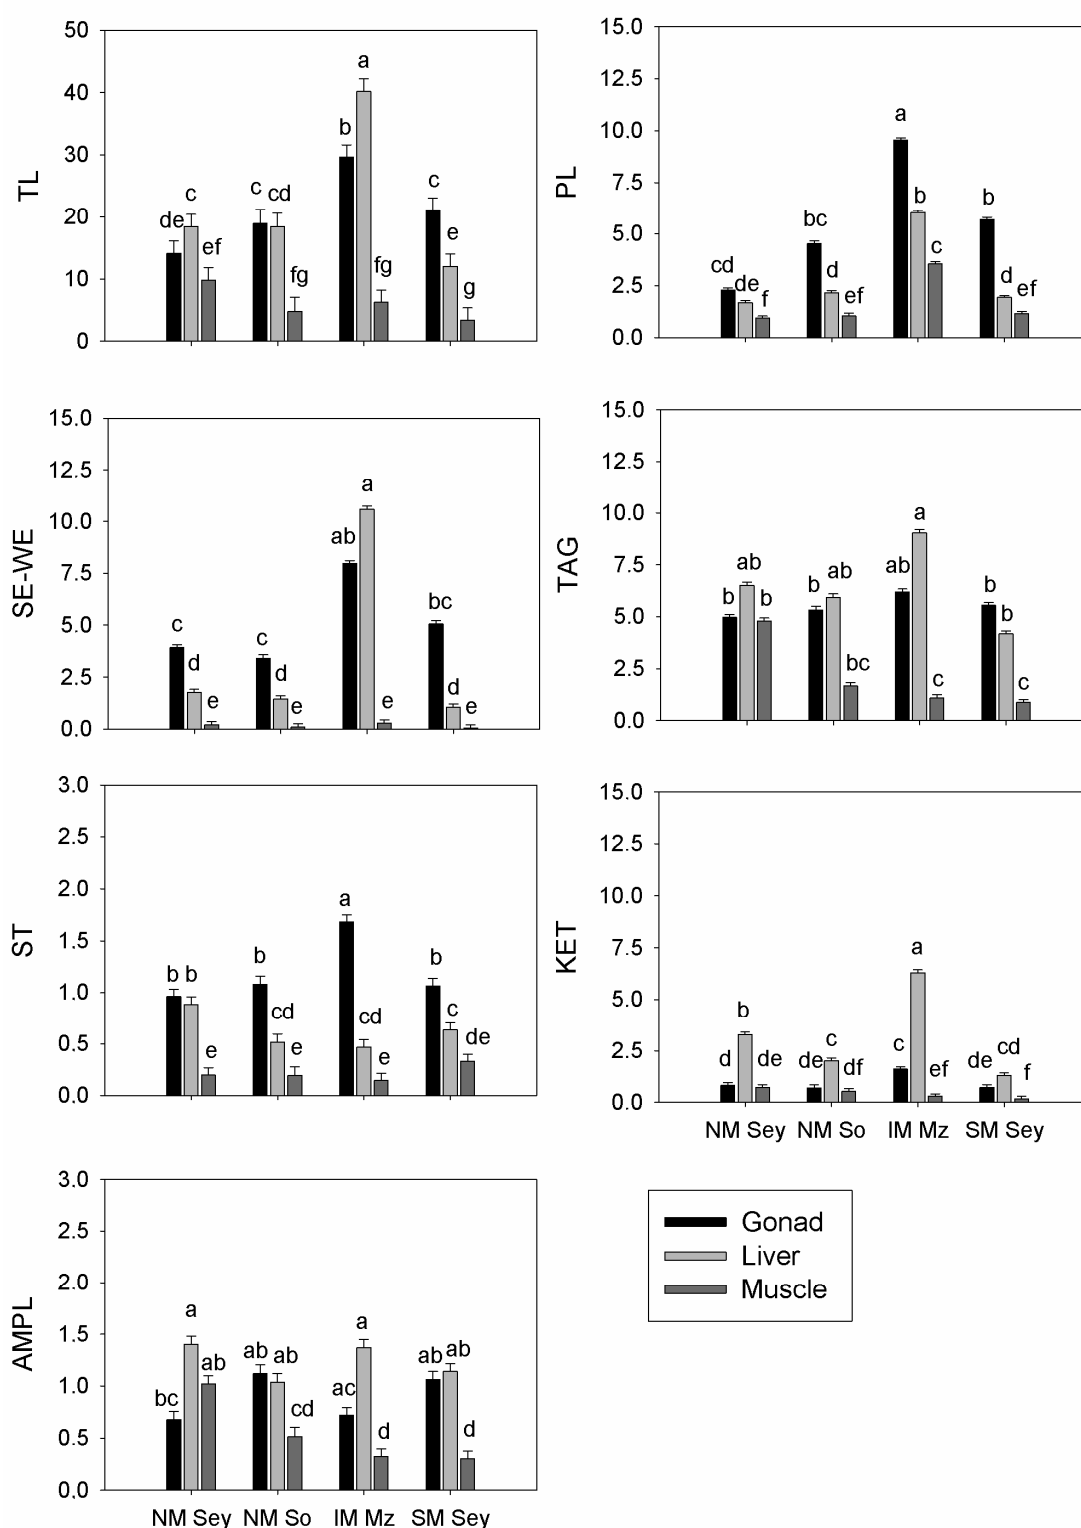 TL
50
40
30
20
10
0
de c ef
c cd fg
b a fg
c e g
PL
15.0
12.5
10.0
7.5
5.0
2.5
0.0
cd de f
bc d ef
a b c
b d ef
SE-WE
15.0
12.5
10.0
7.5
5.0
2.5
0.0
c d e
c d e
ab a e
bc d e
TAG
15.0
12.5
10.0
7.5
5.0
2.5
0.0
b ab b
b ab bc
ab a c
b b c
ST
3.0
2.5
2.0
1.5
1.0
0.5
0.0
b b e
b cd e
a cd e
b c de
KET
15.0
12.5
10.0
7.5
5.0
2.5
0.0
d b de
de c df
c a ef
de cd f
NM Sey NM So IM Mz SM Sey
AMPL
3.0
2.5
2.0
1.5
1.0
0.5
0.0
bc a ab
ab ab cd
ac a d
ab ab d
NM Sey NM So IM Mz SM Sey
Gonad
Liver
Muscle